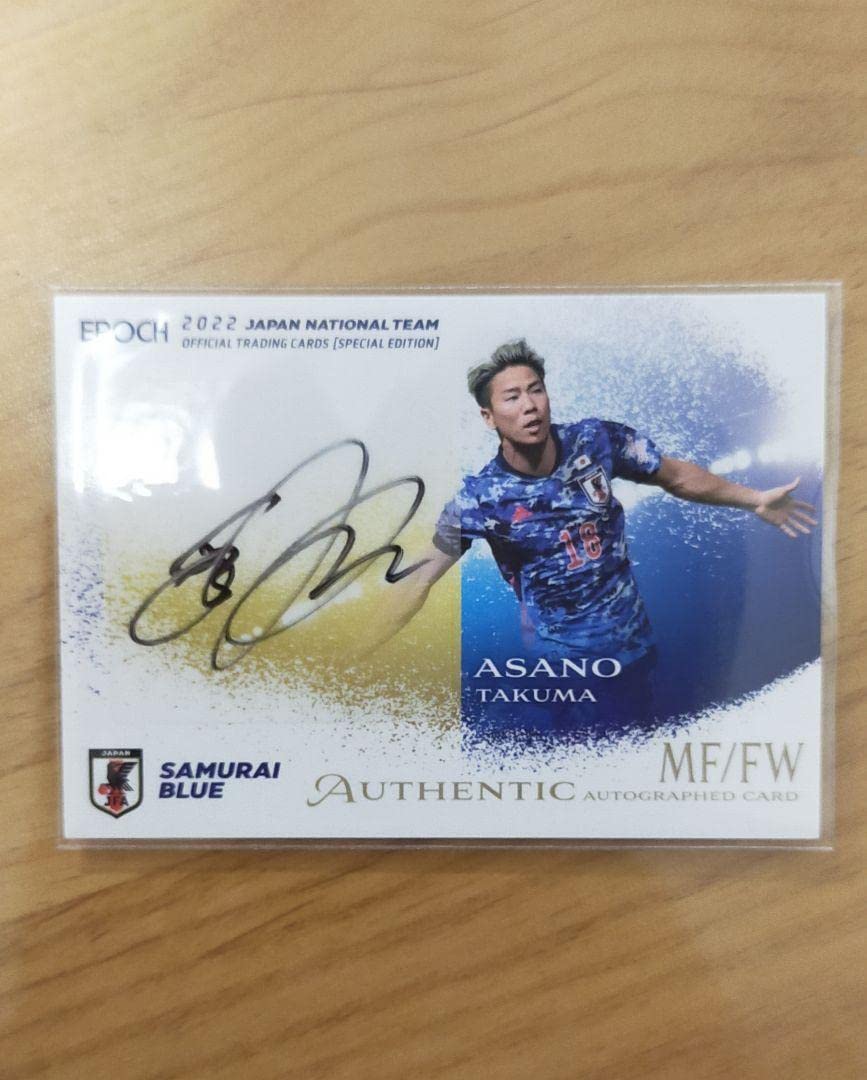 EPOCH 2022 JAPAN NATIONAL TEAM
OFFICIAL TRADING CARDS [SPECIAL EDITION]
18
ASANO
TAKUMA
JAPAN
JFA
SAMURAI
BLUE
MF/FW
AUTHENTIC AUTOGRAPHED CARD